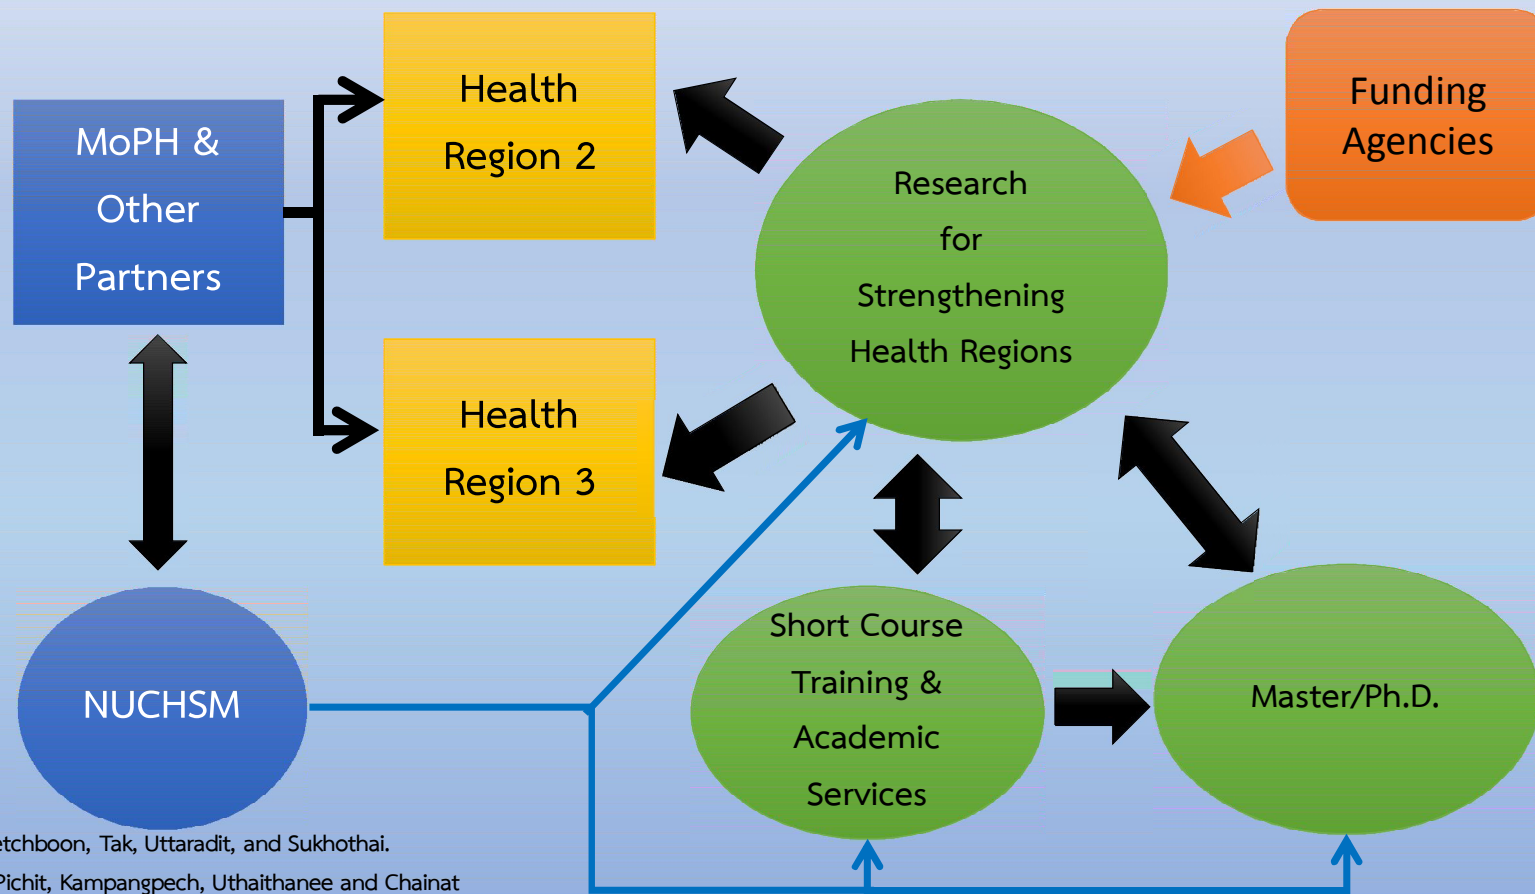 Health
Region 2
Funding
Agencies
MoPH &
Other
Partners
Research
for
Strengthening
Health Regions
Health
Region 3
Short Course
Training &
Academic
Services
NUCHSM
Master/Ph.D.
Tak, Uttaradit, and Sukhothai.
Pichit, Kampangpech, Uthaithanee and Chainat